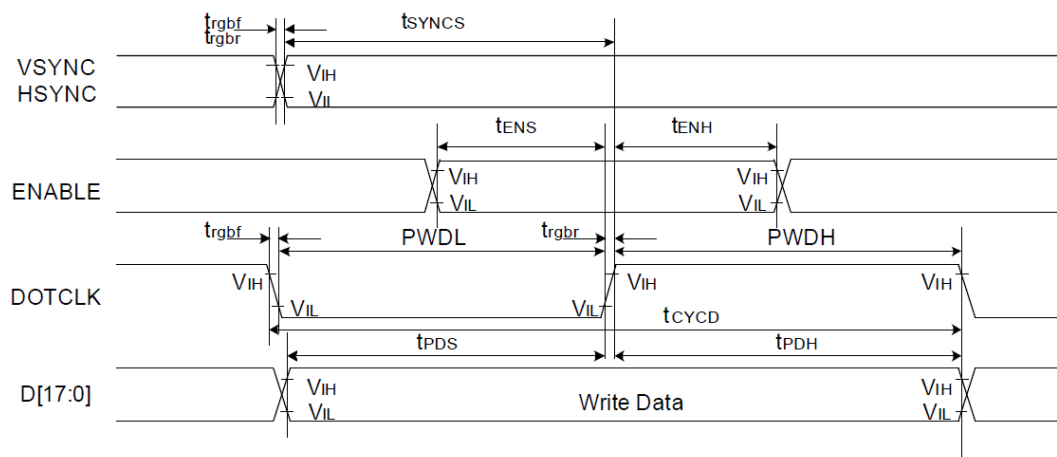 trgbf
trgbr
tSYNCS
VSYNC
HSYNC
VIH
VIL
tENS
tENH
ENABLE
VIH
VIL
VIH
VIL
trgbf
PWDL
trgbr
PWDH
DOTCLK
VIH
VIL
VIL
VIH
VIH
tCYCD
tPDS
tPDH
D[17:0]
VIH
VIL
Write Data
VIH
VIL